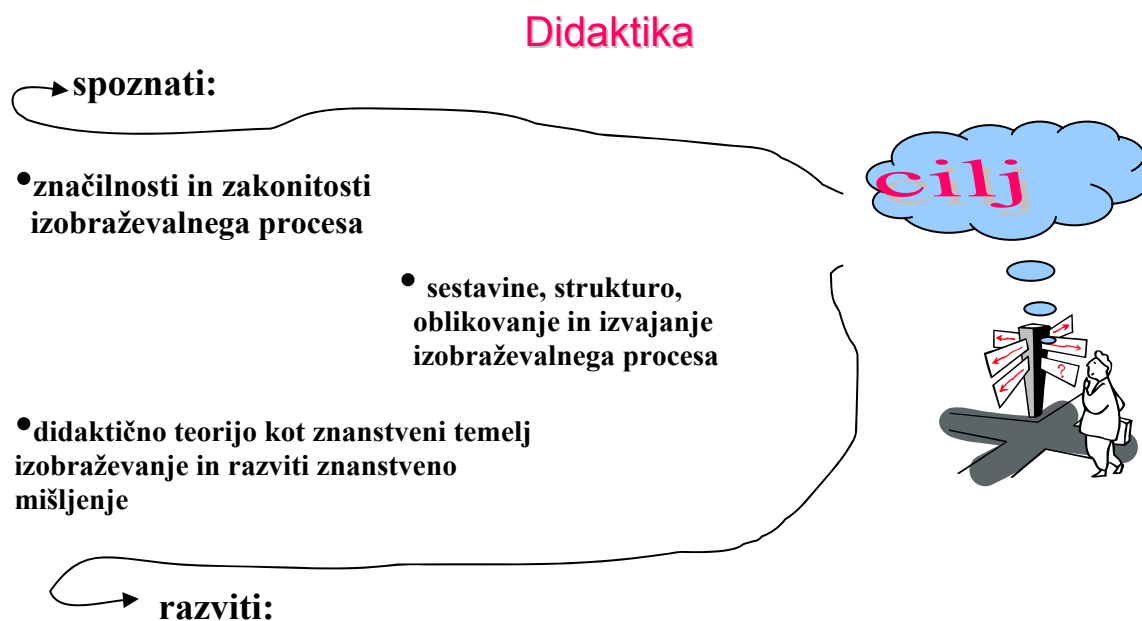 Didaktika
spoznati:
cilj
•značilnosti in zakonitosti
izobraževalnega procesa
• sestavine, strukturo,
oblikovanje in izvajanje
izobraževalnega procesa
?
•didaktično teorijo kot znanstveni temelj
izobraževanje in razviti znanstveno
mišljenje
razviti: